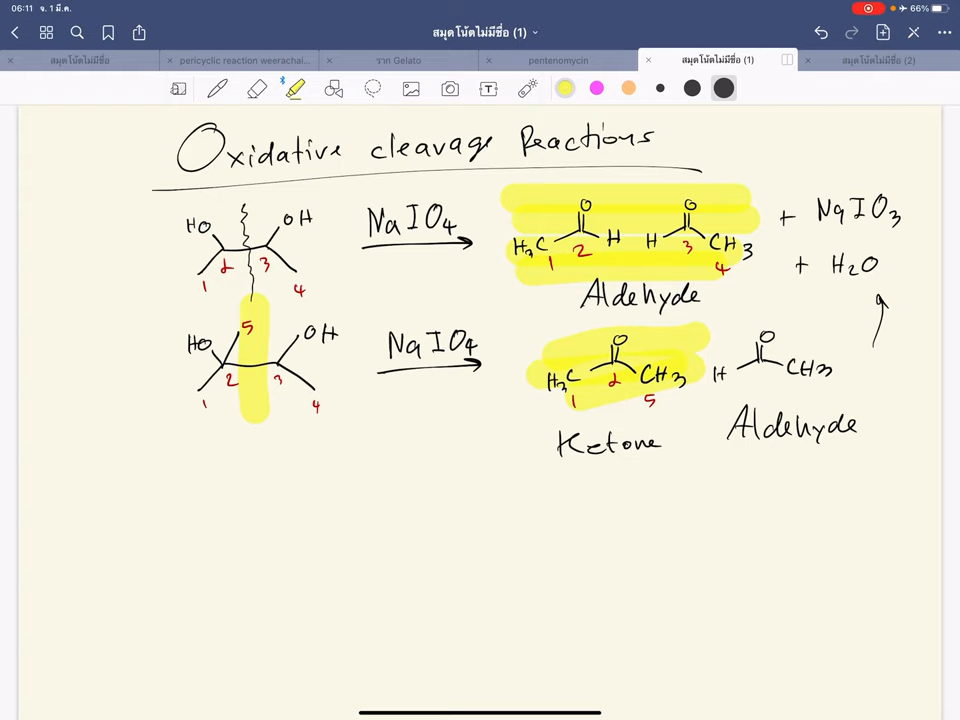 06:11 จ. 1 มี.ค.
66%
สมุดโน้ตไม่มีชื่อ (1)
สมุดโน้ตไม่มีชื่อ
pericyclic reaction weerachai...
ราก Gelato
pentenomycin
สมุดโน้ตไม่มีชื่อ (1)
สมุดโน้ตไม่มีชื่อ (2)
Oxidative cleavage Reactions
HO OH NaIO4 O O + NaIO3
H3C H H CH3
1 2 3 4 1 2 3 4
+ H2O
Aldehyde
5
HO OH NaIO4 O O
H3C CH3 H CH3
1 2 3 4 1 2 5
Ketone Aldehyde